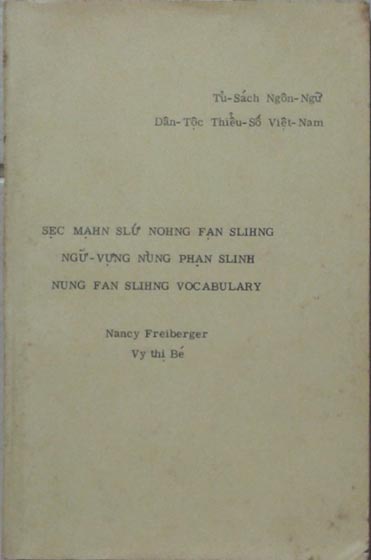 Tủ-Sách Ngôn-Ngữ
Dân-Tộc Thiểu-Số Việt-Nam
SẸC MẠHN SLỨ NOHNG FẠN SLIHNG
NGỮ-VỰNG NÙNG PHẠN SLINH
NUNG FAN SLIHNG VOCABULARY
Nancy Freiberger
Vy thị Bé